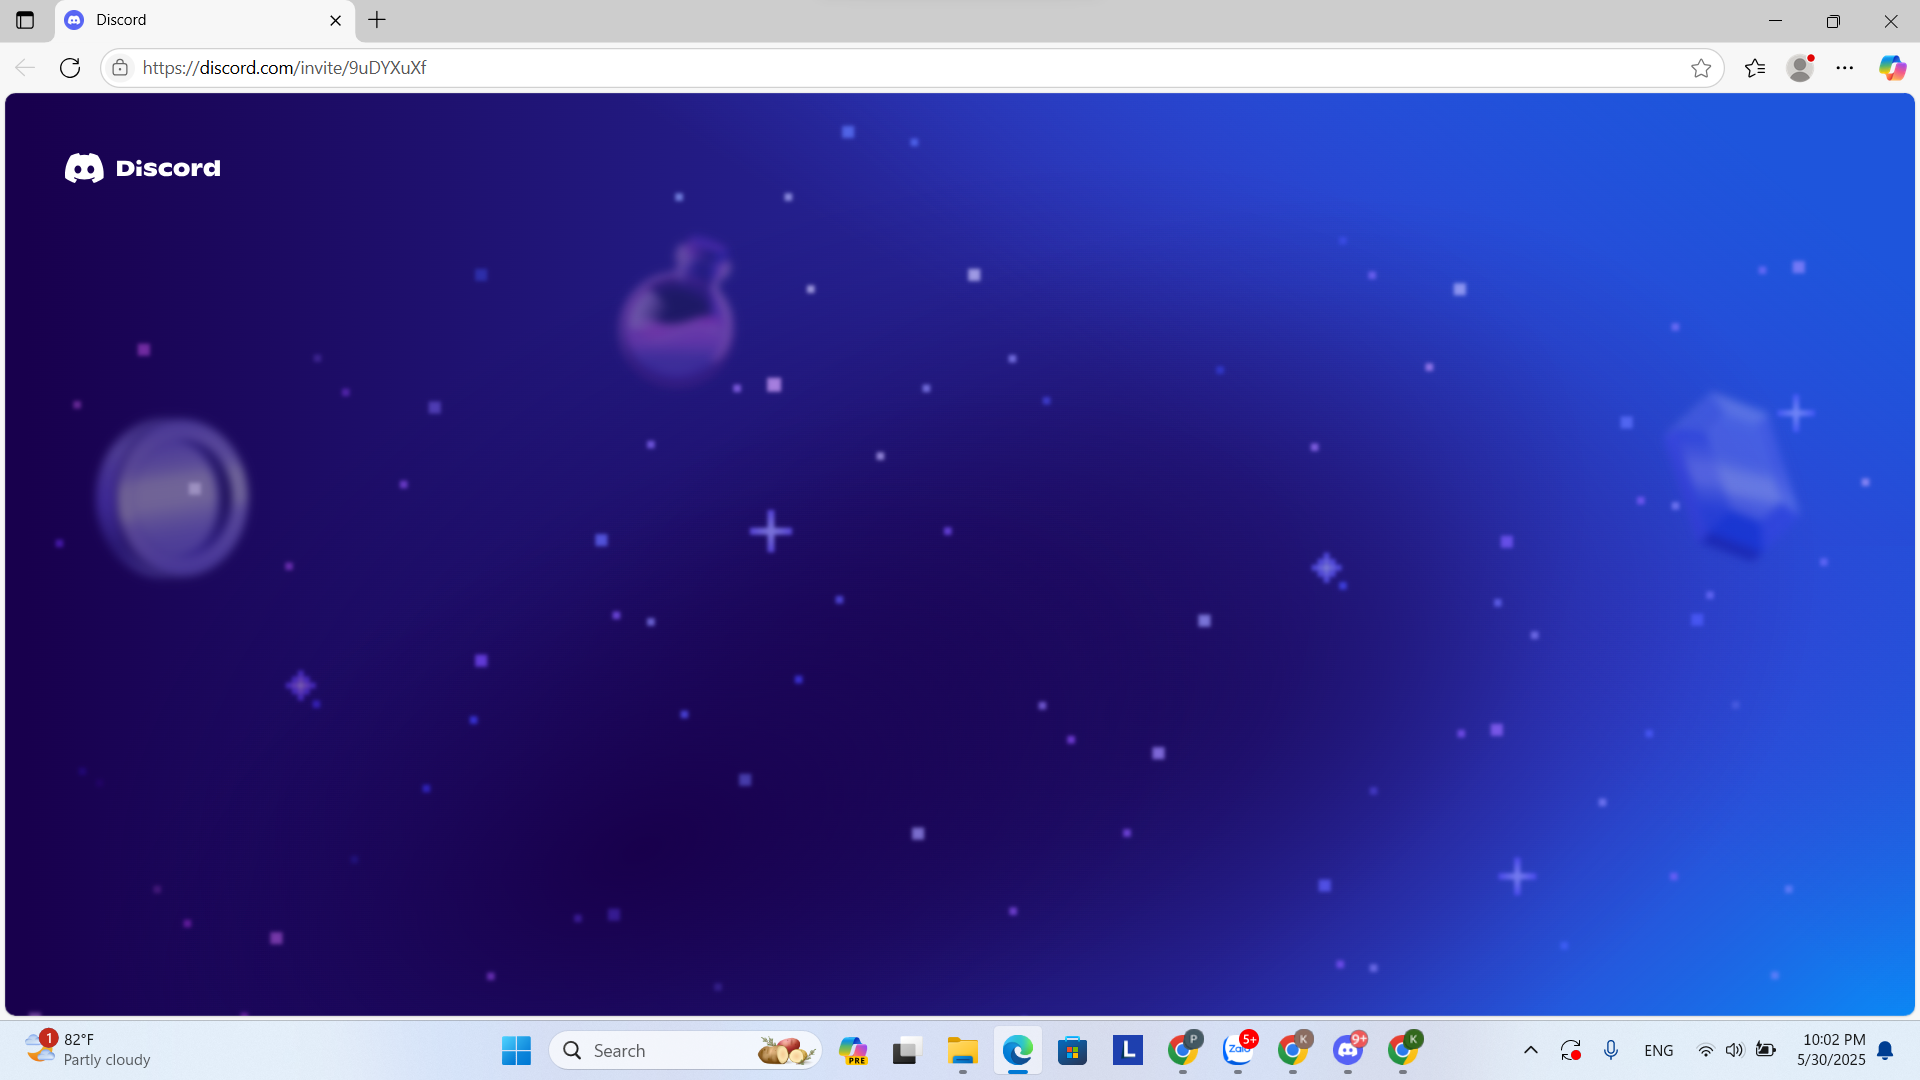 Discord
https://discord.com/invite/9uDYXuXf
Discord
1
82°F
Partly cloudy
Search
PRE
L
P
Zalo
5+
K
9+
K
ENG
10:02 PM
5/30/2025